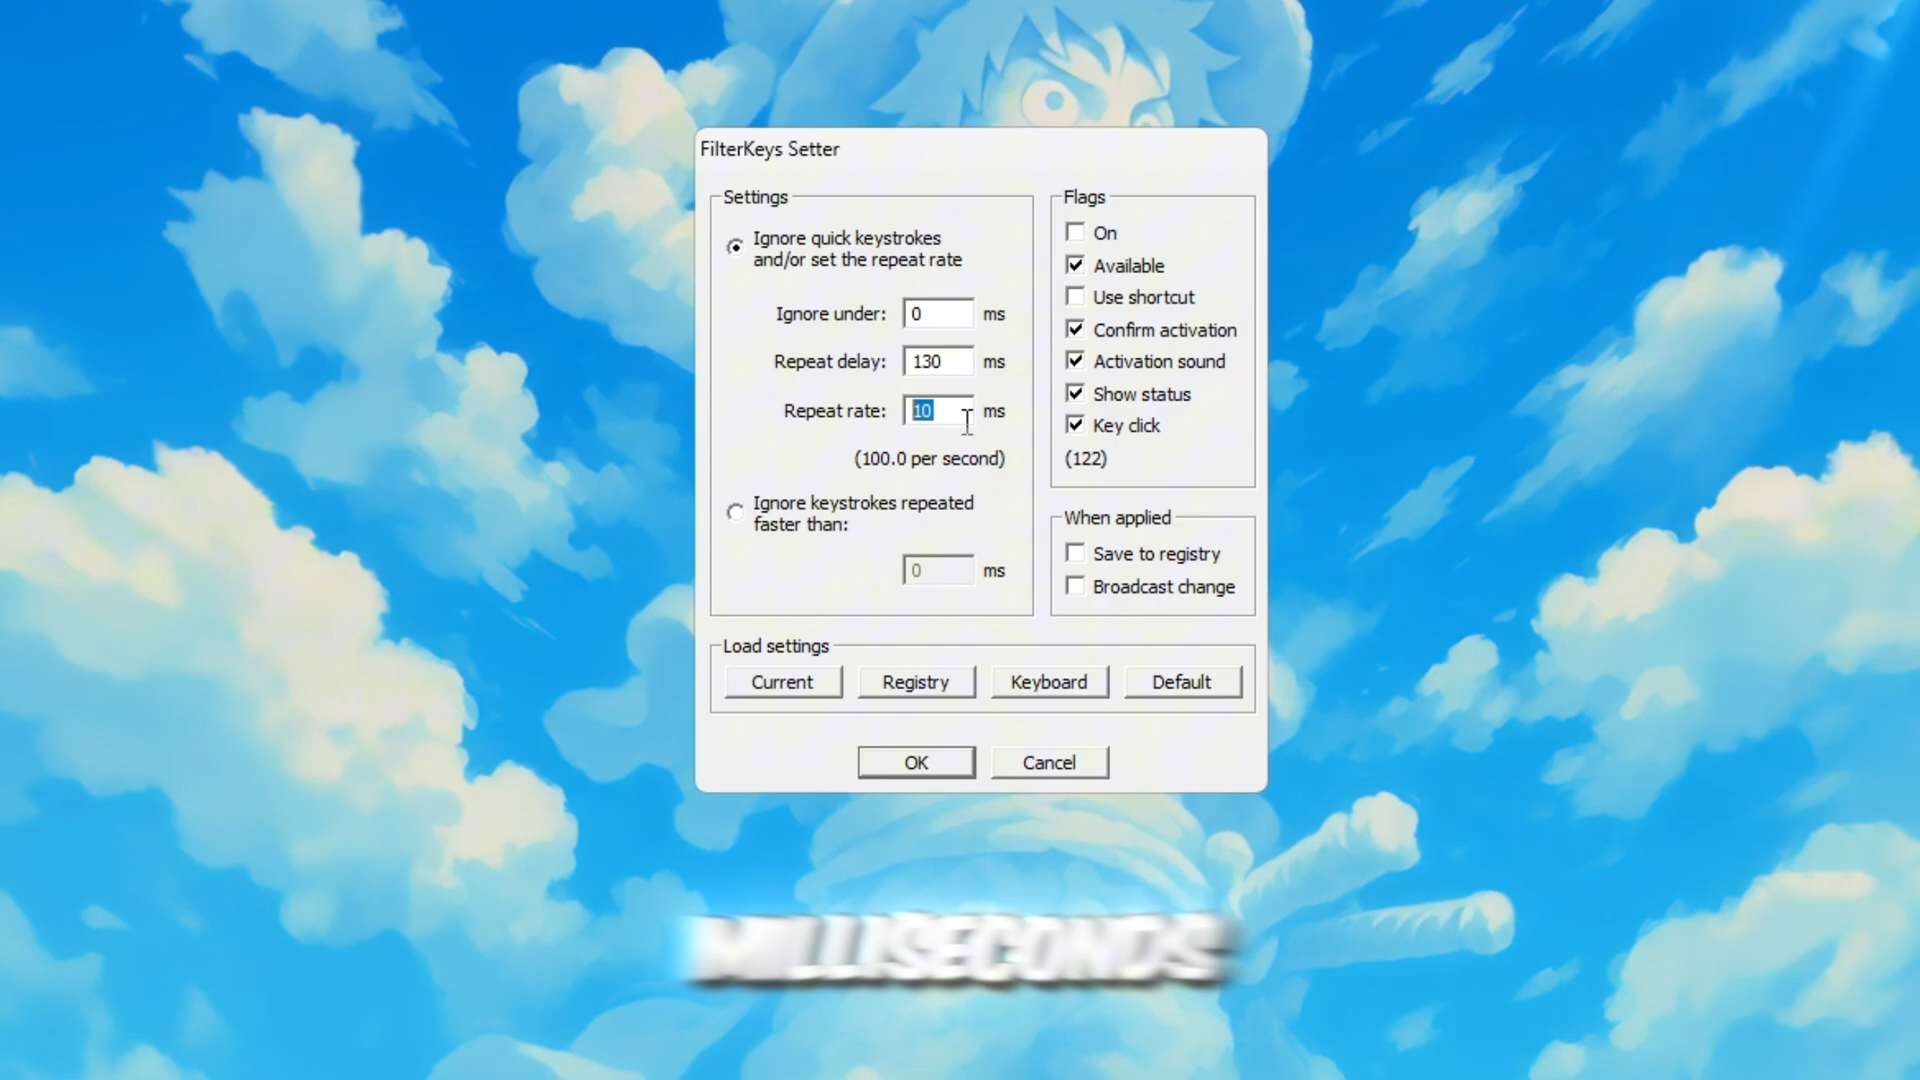 FilterKeys Setter
Settings
Ignore quick keystrokes
and/or set the repeat rate
Ignore under: 0 ms
Repeat delay: 130 ms
Repeat rate: 10 ms
(100.0 per second)
Ignore keystrokes repeated
faster than:
0 ms
Flags
On
Available
Use shortcut
Confirm activation
Activation sound
Show status
Key click
(122)
When applied
Save to registry
Broadcast change
Load settings
Current Registry Keyboard Default
OK Cancel
MILLISECONDS